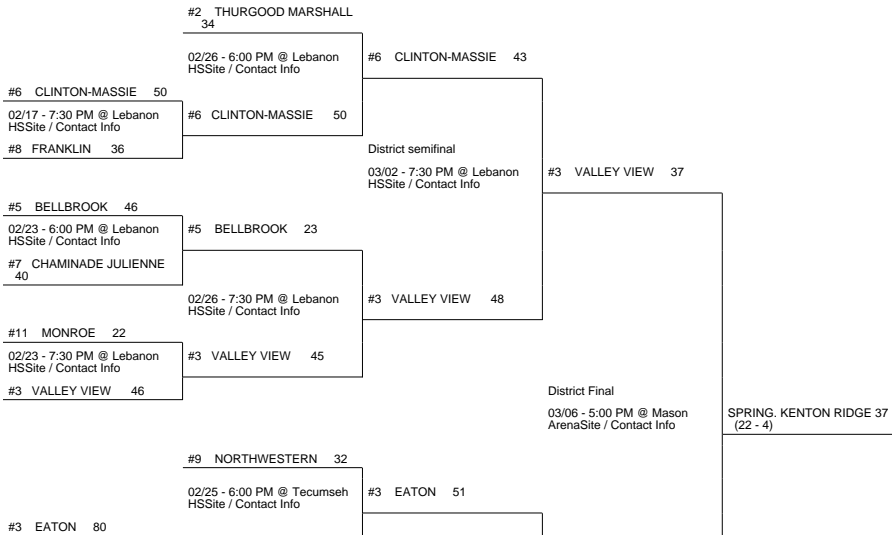 #2 THURGOOD MARSHALL
34
02/26 - 6:00 PM @ Lebanon
HSSite / Contact Info
#6 CLINTON-MASSIE 43
#6 CLINTON-MASSIE 50
02/17 - 7:30 PM @ Lebanon
HSSite / Contact Info
#6 CLINTON-MASSIE 50
#8 FRANKLIN 36
District semifinal
03/02 - 7:30 PM @ Lebanon
HSSite / Contact Info
#3 VALLEY VIEW 37
#5 BELLBROOK 46
02/23 - 6:00 PM @ Lebanon
HSSite / Contact Info
#5 BELLBROOK 23
#7 CHAMINADE JULIENNE
40
02/26 - 7:30 PM @ Lebanon
HSSite / Contact Info
#3 VALLEY VIEW 48
#11 MONROE 22
02/23 - 7:30 PM @ Lebanon
HSSite / Contact Info
#3 VALLEY VIEW 45
#3 VALLEY VIEW 46
District Final
03/06 - 5:00 PM @ Mason
ArenaSite / Contact Info
SPRING. KENTON RIDGE 37
(22 - 4)
#9 NORTHWESTERN 32
02/25 - 6:00 PM @ Tecumseh
HSSite / Contact Info
#3 EATON 51
#3 EATON 80